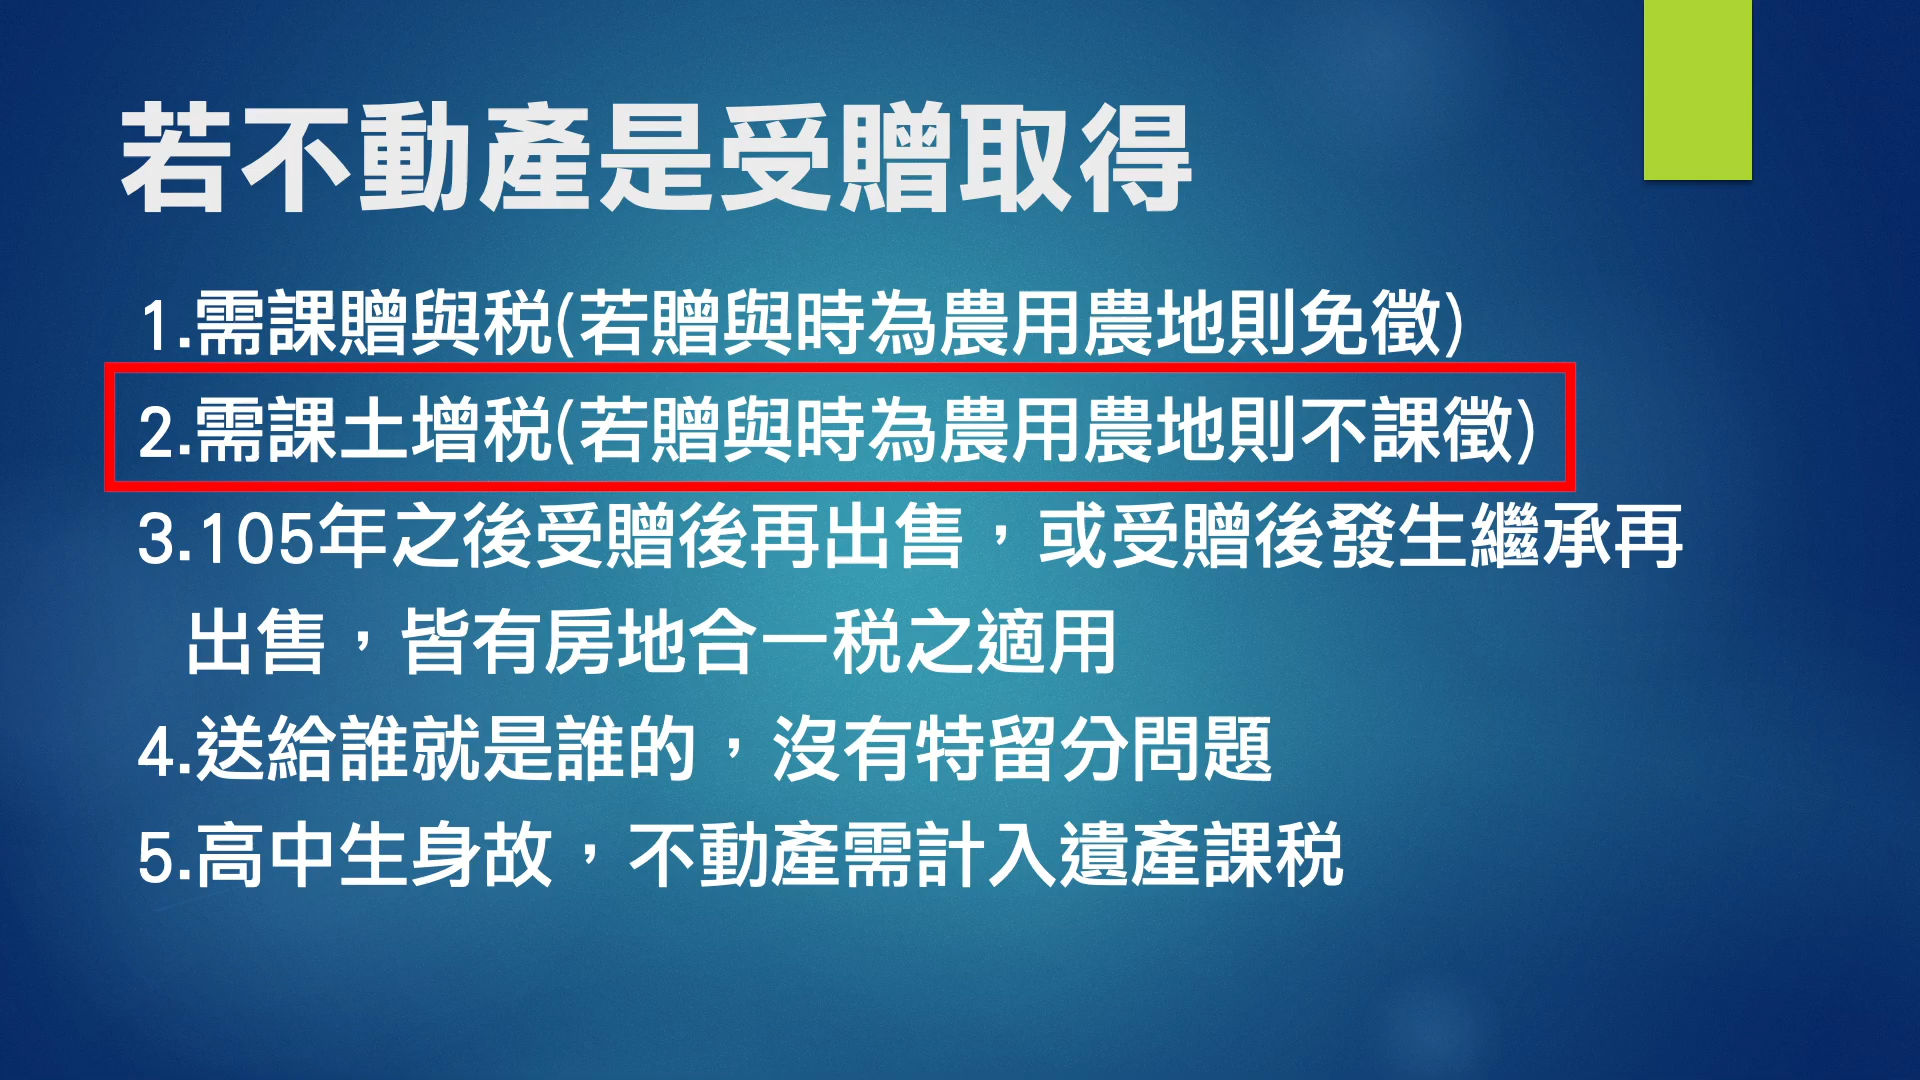 若不動產是受贈取得
1.需課贈與税(若贈與時為農用農地則免徵)
2.需課土增税(若贈與時為農用農地則不課徵)
3.105年之後受贈後再出售，或受贈後發生繼承再
出售，皆有房地合一税之適用
4.送給誰就是誰的，沒有特留分問題
5.高中生身故，不動產需計入遺產課税